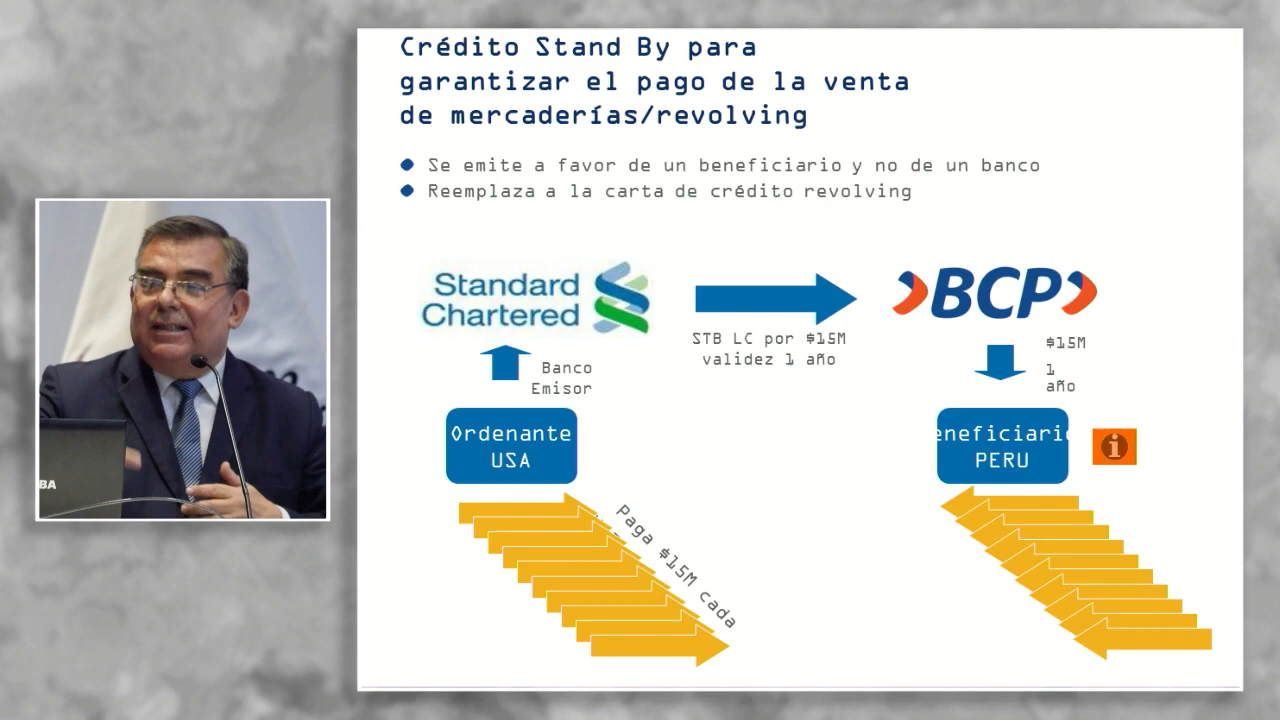 Crédito Stand By para
garantizar el pago de la venta
de mercaderías/revolving
Se emite a favor de un beneficiario y no de un banco
Reemplaza a la carta de crédito revolving
Standard
Chartered
BCP
STB LC por $15M
validez 1 año
$15M
1
año
Banco
Emisor
Ordenante
USA
eneficiari
PERU
i
Paga $15M cada
BA